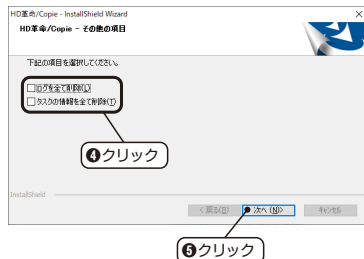 HD革命/Copie - InstallShield Wizard
HD革命/Copie - その他の項目
下記の項目を選択してください。
ログを全て削除(L)
タスクの情報を全て削除(T)
❹クリック
InstallShield
< 戻る(B) 次へ (N)> キャンセル
❺クリック